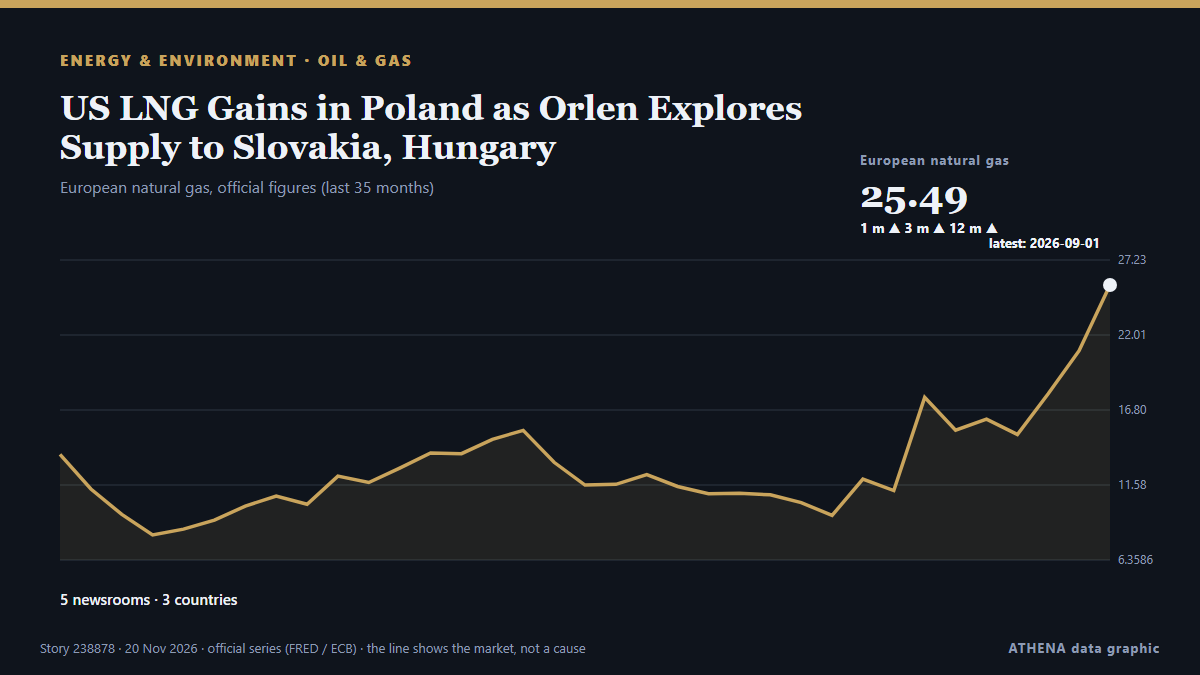 ENERGY & ENVIRONMENT · OIL & GAS
US LNG Gains in Poland as Orlen Explores
Supply to Slovakia, Hungary
European natural gas, official figures (last 35 months)
European natural gas
25.49
1 m ▲ 3 m ▲ 12 m ▲
latest: 2026-09-01
27.23
22.01
16.80
11.58
6.3586
5 newsrooms · 3 countries
Story 238878 · 20 Nov 2026 · official series (FRED / ECB) · the line shows the market, not a cause
ATHENA data graphic